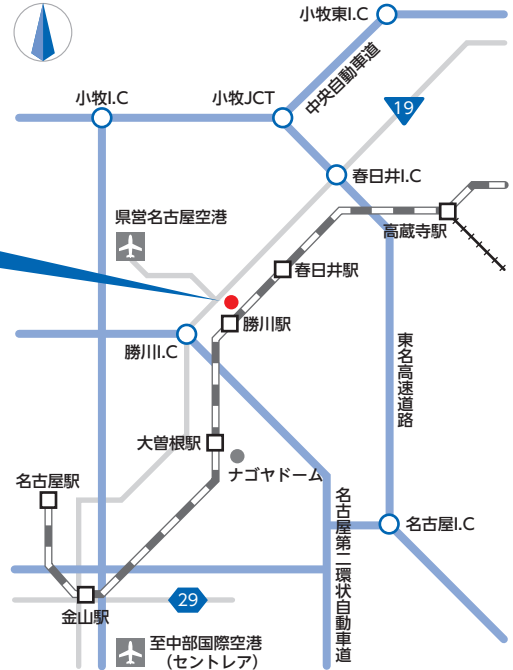 小牧東I.C
小牧I.C
小牧JCT
中央自動車道
19
春日井I.C
県営名古屋空港
高蔵寺駅
春日井駅
勝川駅
勝川I.C
東名高速道路
大曽根駅
ナゴヤドーム
名古屋駅
名古屋第二環状自動車道
名古屋I.C
29
金山駅
至中部国際空港
（セントレア）